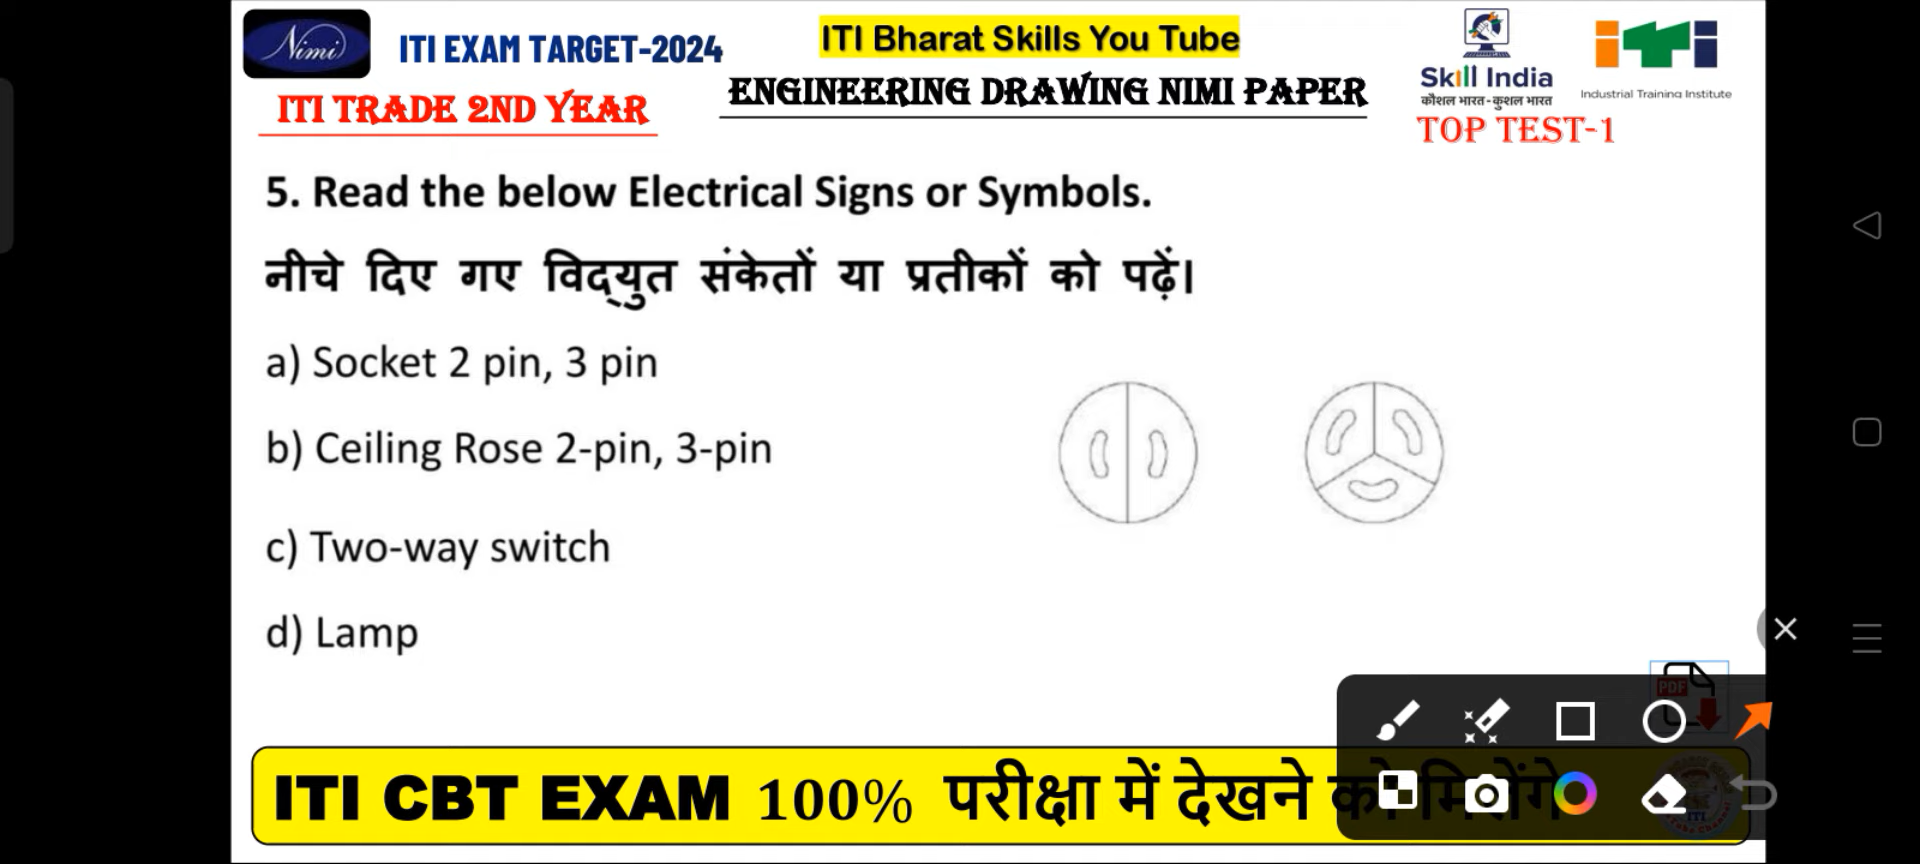 Nimi
ITI EXAM TARGET-2024
ITI Bharat Skills You Tube
ITI TRADE 2ND YEAR
ENGINEERING DRAWING NIMI PAPER
Skill India
कौशल भारत-कुशल भारत
Industrial Training Institute
TOP TEST-1
5. Read the below Electrical Signs or Symbols.
नीचे दिए गए विद्युत संकेतों या प्रतीकों को पढ़ें।
a) Socket 2 pin, 3 pin
b) Ceiling Rose 2-pin, 3-pin
c) Two-way switch
d) Lamp
PDF
ITI CBT EXAM 100% परीक्षा में देखने को मिलेंगे